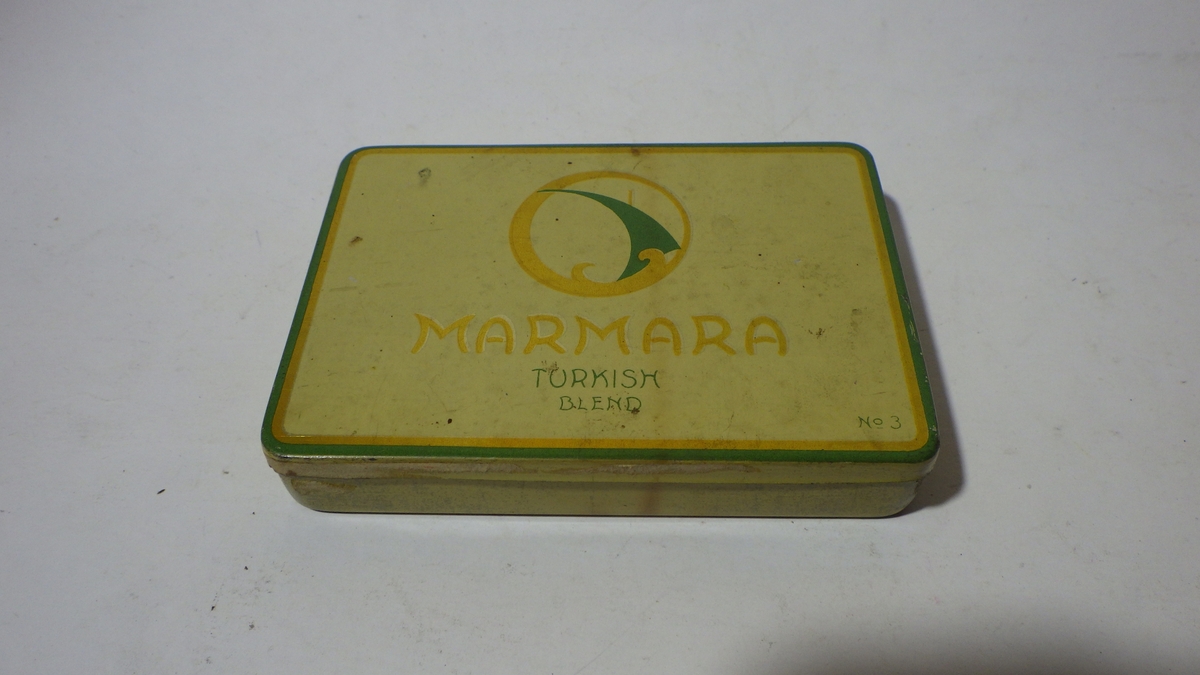 MARMARA
TURKISH
BLEND
No 3